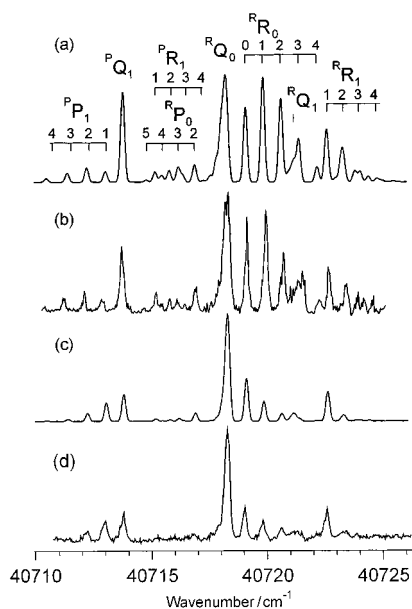 (a)
ᴾQ₁
ᴾR₁
1 2 3 4
ᴿP₀
5 4 3 2
ᴾP₁
4 3 2 1
ᴿQ₀
ᴿR₀
0 1 2 3 4
ᴿQ₁
ᴿR₁
1 2 3 4
(b)
(c)
(d)
40710 40715 40720 40725
Wavenumber/cm⁻¹